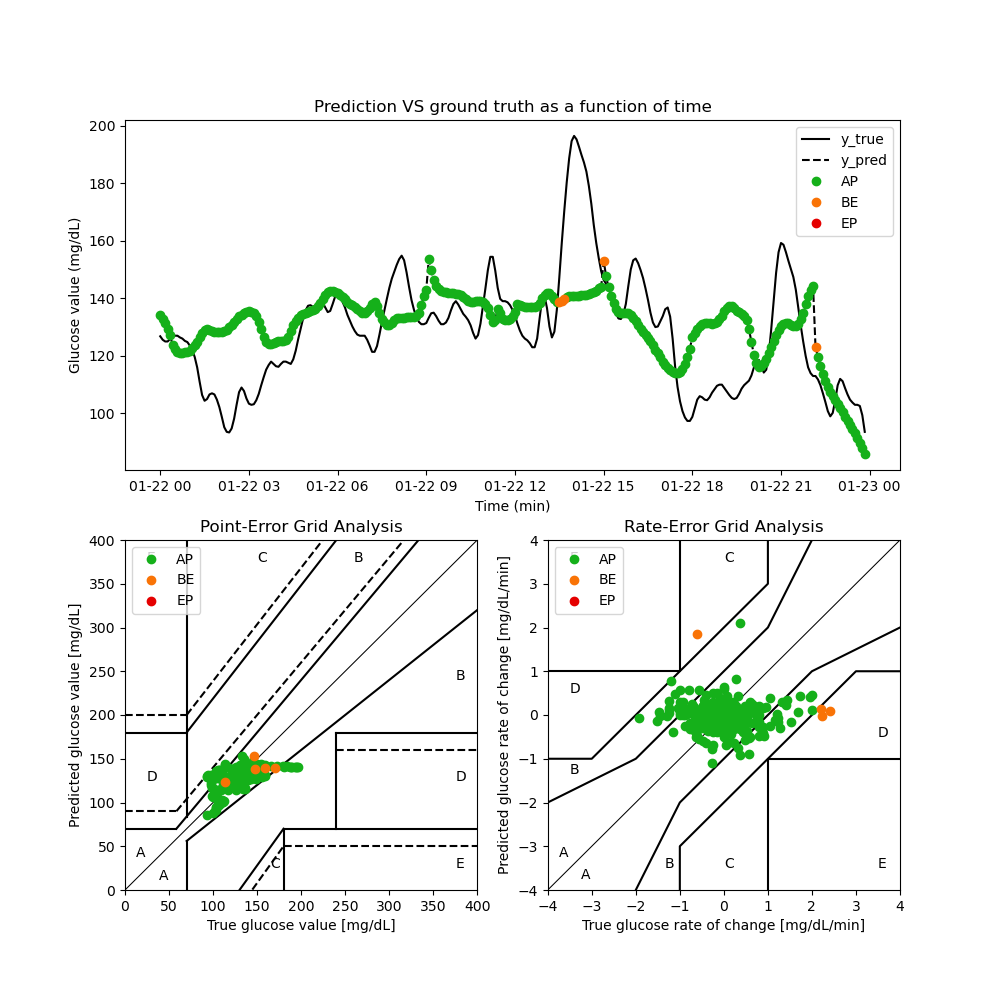 Prediction VS ground truth as a function of time
Glucose value (mg/dL)
200
180
160
140
120
100
y_true
y_pred
AP
BE
EP
01-22 00 01-22 03 01-22 06 01-22 09 01-22 12 01-22 15 01-22 18 01-22 21 01-23 00
Time (min)
Point-Error Grid Analysis
Predicted glucose value [mg/dL]
400
350
300
250
200
150
100
50
0
AP
BE
EP
C
B
B
D
D
A
A
C
E
0 50 100 150 200 250 300 350 400
True glucose value [mg/dL]
Rate-Error Grid Analysis
Predicted glucose rate of change [mg/dL/min]
4
3
2
1
0
−1
−2
−3
−4
AP
BE
EP
C
D
D
B
A
A
B
C
E
−4 −3 −2 −1 0 1 2 3 4
True glucose rate of change [mg/dL/min]